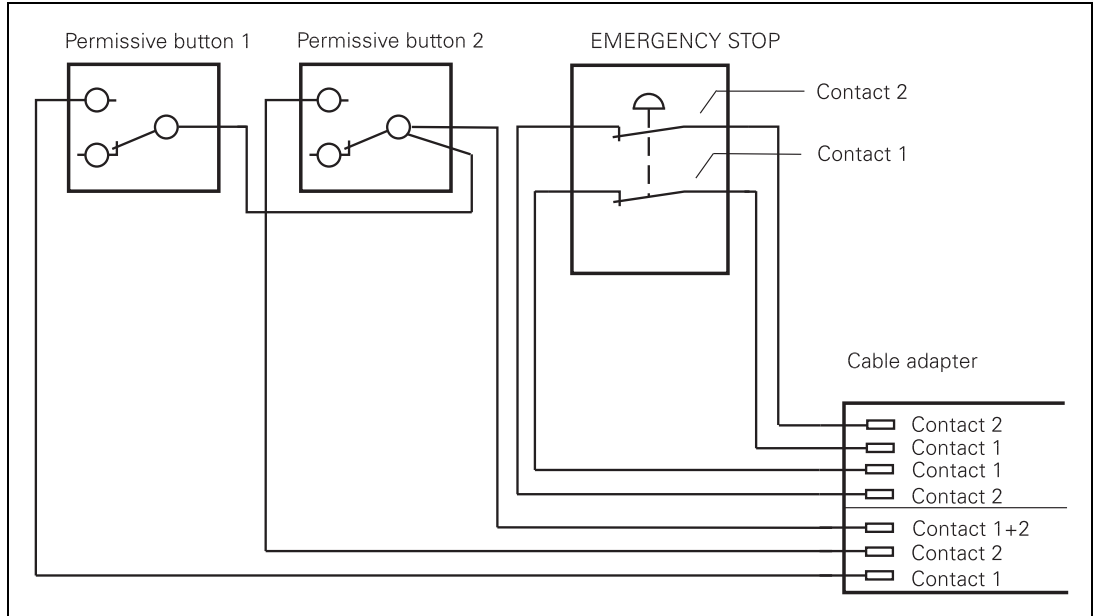 Permissive button 1
Permissive button 2
EMERGENCY STOP
Contact 2
Contact 1
Cable adapter
Contact 2
Contact 1
Contact 1
Contact 2
Contact 1+2
Contact 2
Contact 1